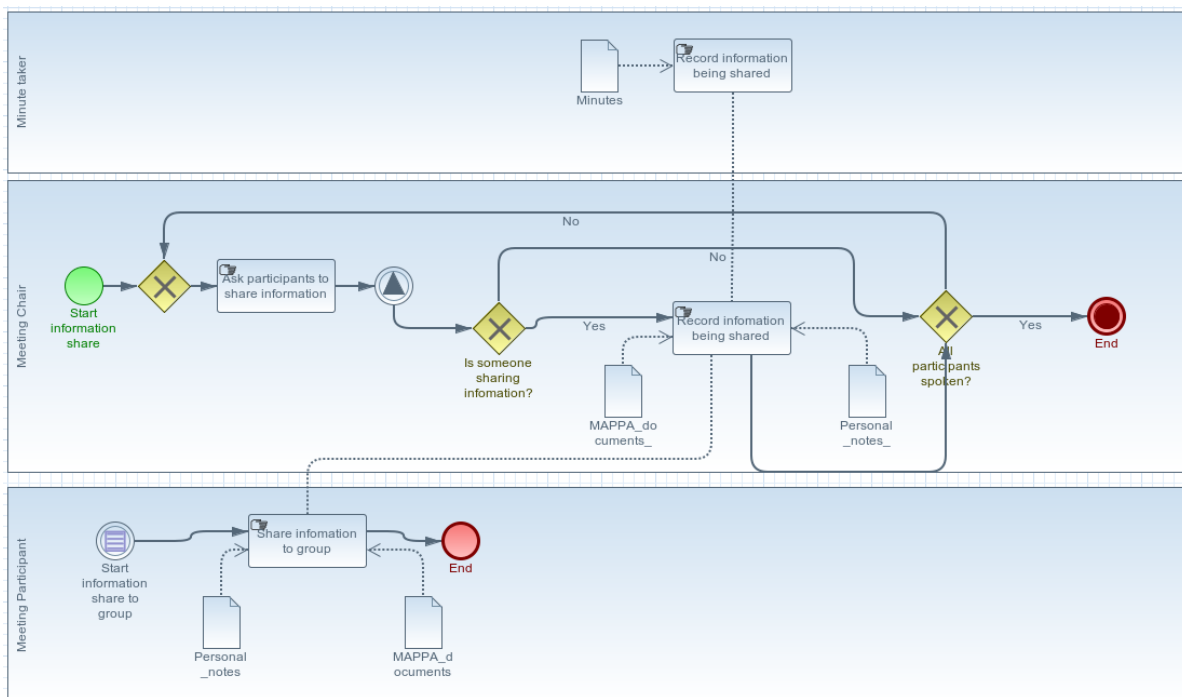 Minute taker
Record information
being shared
Minutes
Meeting Chair
No
No
Ask participants to
share information
Start
information
share
Is someone
sharing
infomation?
Yes
Record infomation
being shared
All
participants
spoken?
Yes
End
MAPPA_do
cuments_
Personal
_notes_
Meeting Participant
Start
information
share to
group
Share infomation
to group
End
Personal
_notes
MAPPA_d
ocuments